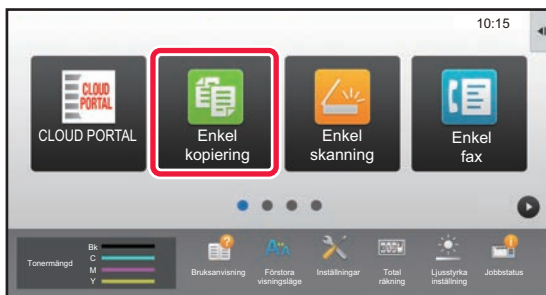 10:15
CLOUD
PORTAL
CLOUD PORTAL
Enkel
kopiering
Enkel
skanning
Enkel
fax
Tonermängd
Bk
C
M
Y
Bruksanvisning
Förstora
visningsläge
Inställningar
Total
räkning
Ljusstyrka
inställning
Jobbstatus